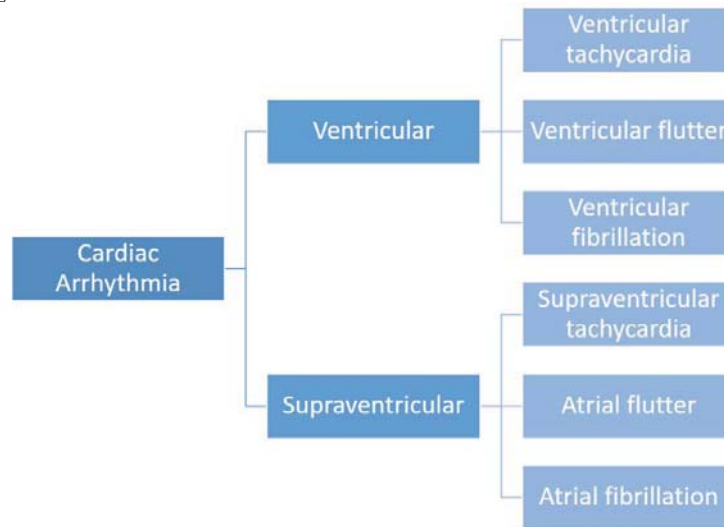 Ventricular
tachycardia
Ventricular
Ventricular flutter
Ventricular
fibrillation
Cardiac
Arrhythmia
Supraventricular
tachycardia
Supraventricular
Atrial flutter
Atrial fibrillation